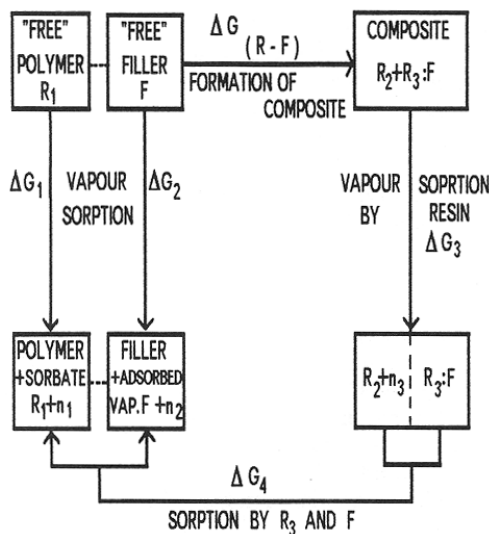 "FREE"
POLYMER
R₁
"FREE"
FILLER
F
ΔG
(R-F)
FORMATION OF
COMPOSITE
COMPOSITE
R₂+R₃:F
ΔG₁
VAPOUR
SORPTION
ΔG₂
VAPOUR
BY
SOPRTION
RESIN
ΔG₃
POLYMER
+SORBATE
R₁+n₁
FILLER
+ADSORBED
VAP.F+n₂
R₂+n₃
R₃:F
ΔG₄
SORPTION BY R₃ AND F